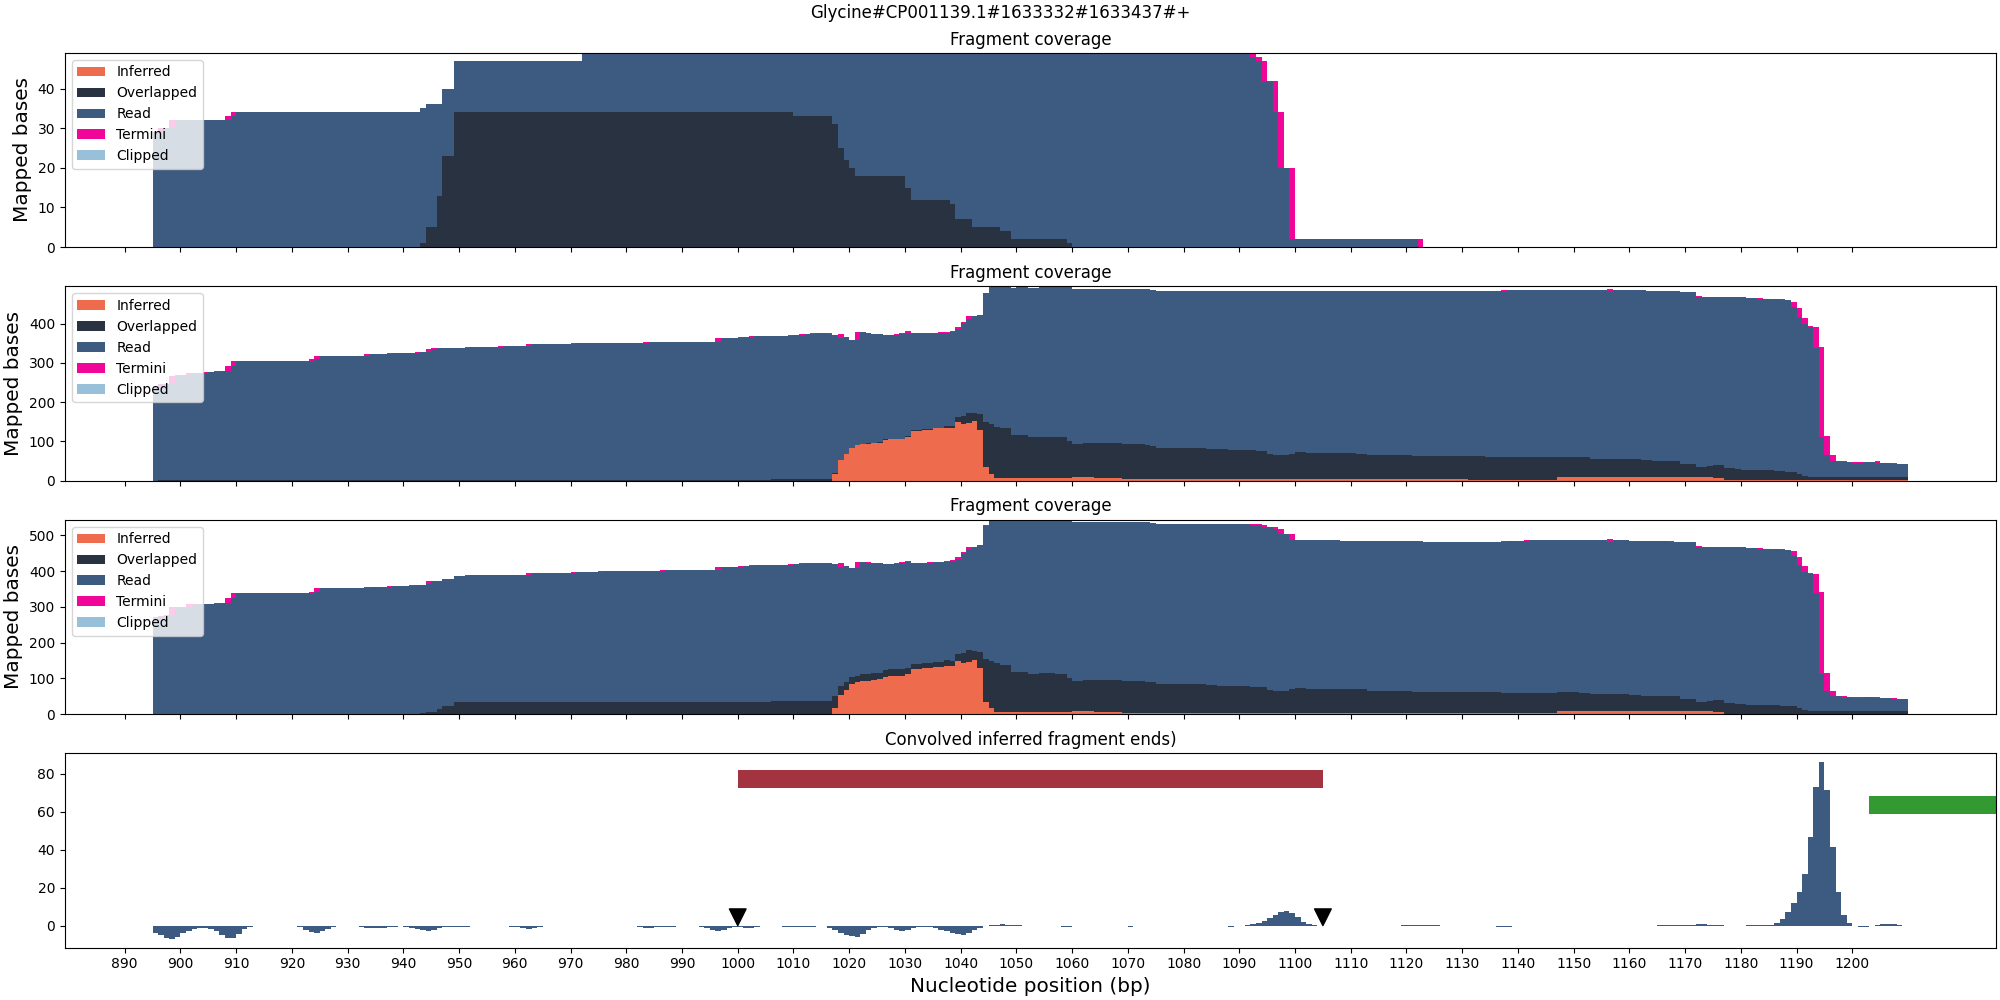 Glycine#CP001139.1#1633332#1633437#+
Fragment coverage
Mapped bases
40
30
20
10
0
Inferred
Overlapped
Read
Termini
Clipped
Fragment coverage
Mapped bases
400
300
200
100
0
Inferred
Overlapped
Read
Termini
Clipped
Fragment coverage
Mapped bases
500
400
300
200
100
0
Inferred
Overlapped
Read
Termini
Clipped
Convolved inferred fragment ends)
80
60
40
20
0
890 900 910 920 930 940 950 960 970 980 990 1000 1010 1020 1030 1040 1050 1060 1070 1080 1090 1100 1110 1120 1130 1140 1150 1160 1170 1180 1190 1200
Nucleotide position (bp)